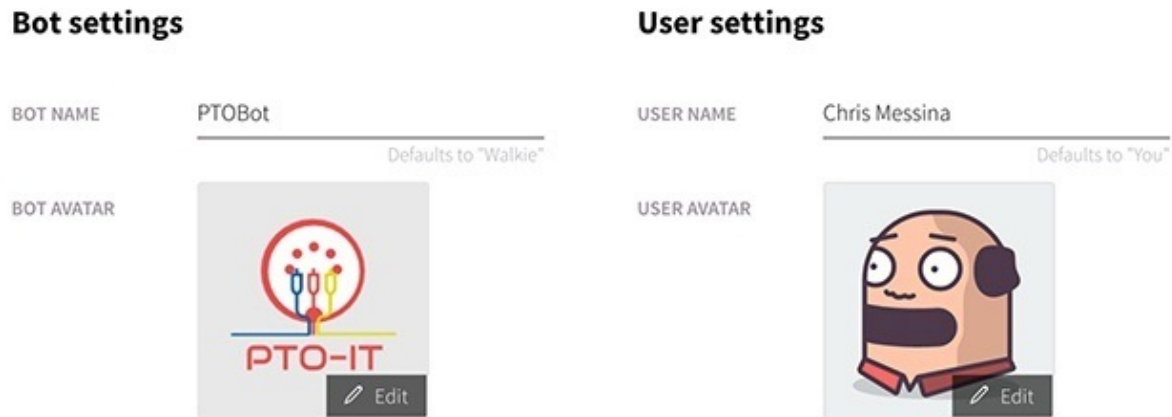 Bot settings
BOT NAME
PTOBot
Defaults to "Walkie"
BOT AVATAR
PTO-IT
Edit
User settings
USER NAME
Chris Messina
Defaults to "You"
USER AVATAR
Edit